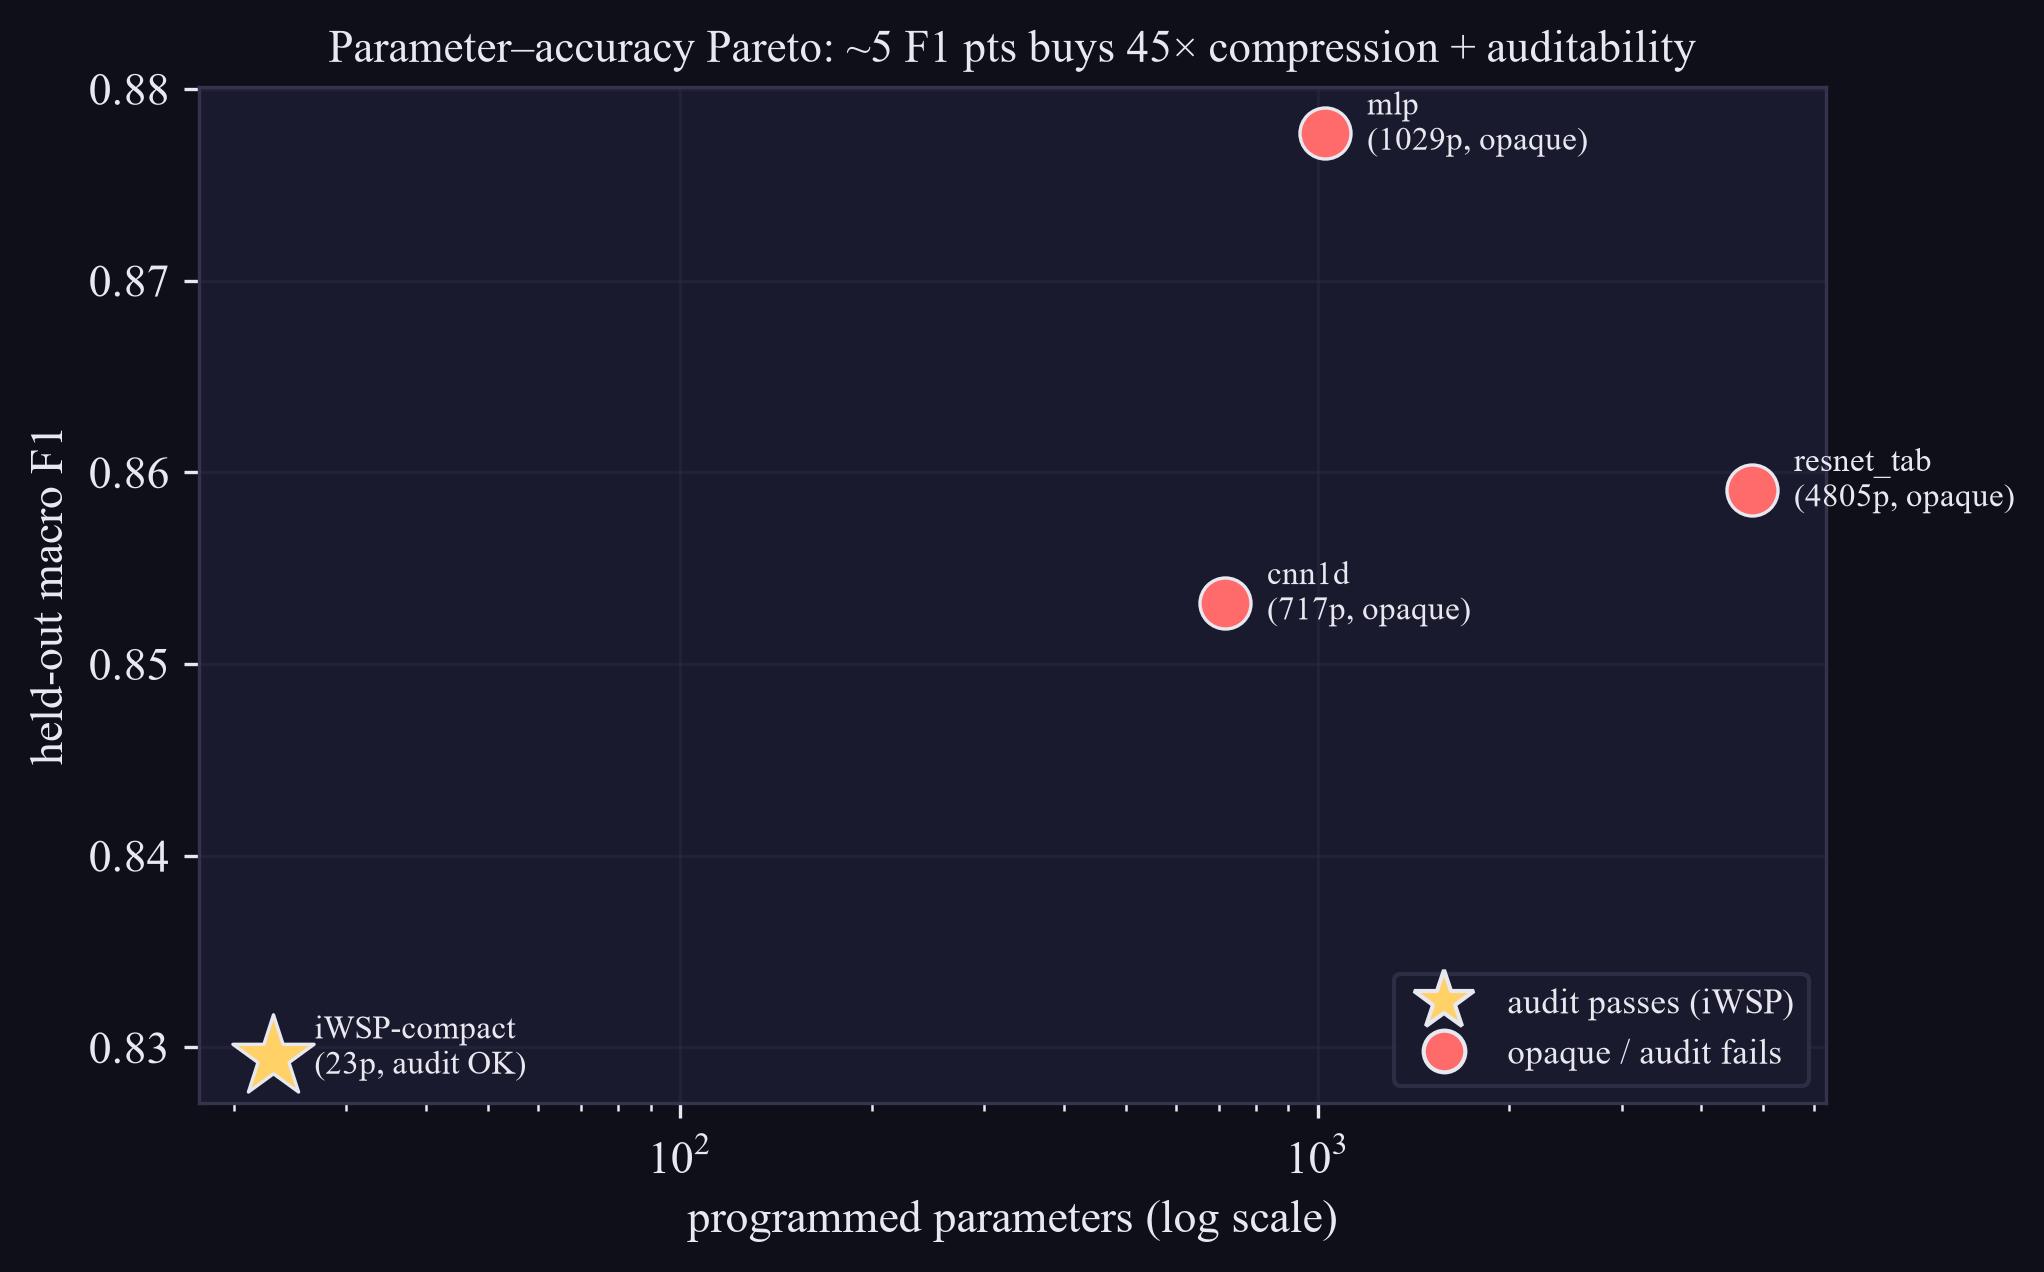 Parameter–accuracy Pareto: ~5 F1 pts buys 45× compression + auditability
0.88
0.87
0.86
0.85
0.84
0.83
held-out macro F1
mlp
(1029p, opaque)
resnet_tab
(4805p, opaque)
cnn1d
(717p, opaque)
iWSP-compact
(23p, audit OK)
audit passes (iWSP)
opaque / audit fails
10²
10³
programmed parameters (log scale)